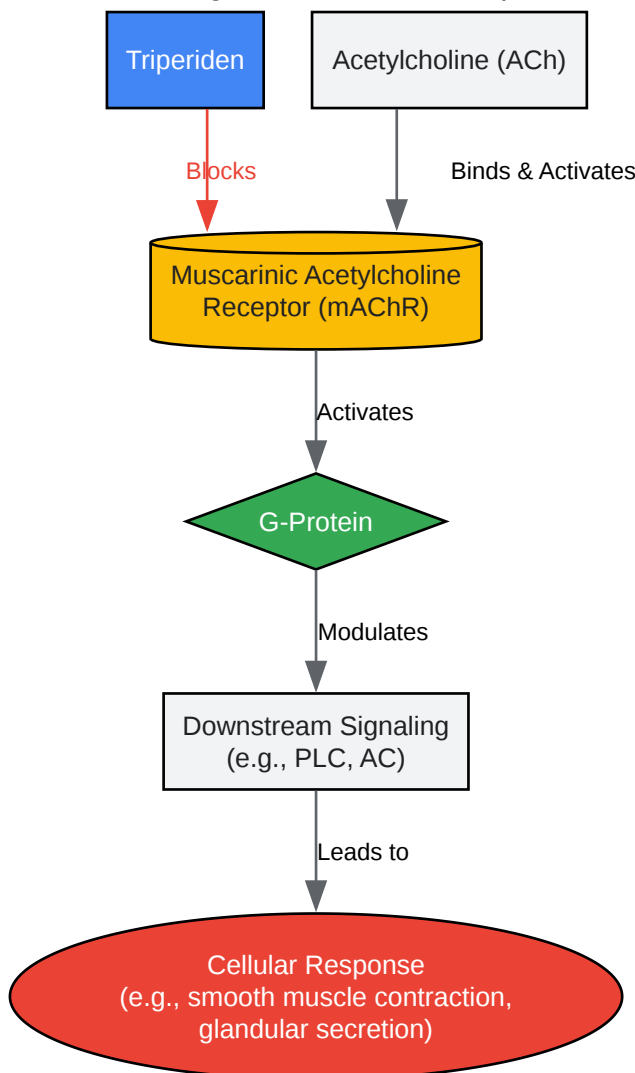 Triperiden
Acetylcholine (ACh)
Blocks
Binds & Activates
Muscarinic Acetylcholine
Receptor (mAChR)
Activates
G-Protein
Modulates
Downstream Signaling
(e.g., PLC, AC)
Leads to
Cellular Response
(e.g., smooth muscle contraction,
glandular secretion)